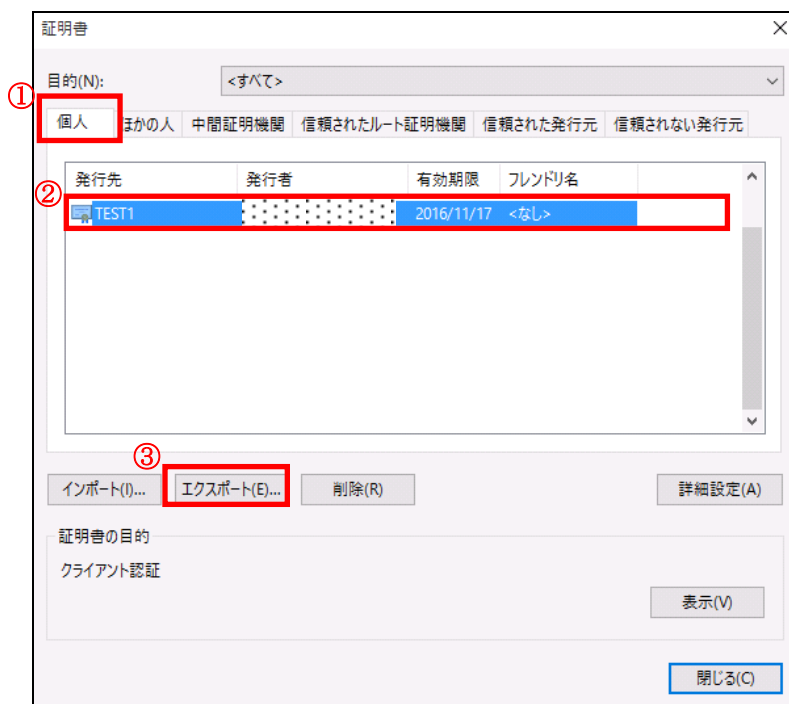 証明書
目的(N): <すべて>
①
個人 ほかの人 中間証明機関 信頼されたルート証明機関 信頼された発行元 信頼されない発行元
発行先 発行者 有効期限 フレンドリ名
②
TEST1 2016/11/17 <なし>
③
インポート(I)... エクスポート(E)... 削除(R) 詳細設定(A)
証明書の目的
クライアント認証
表示(V)
閉じる(C)